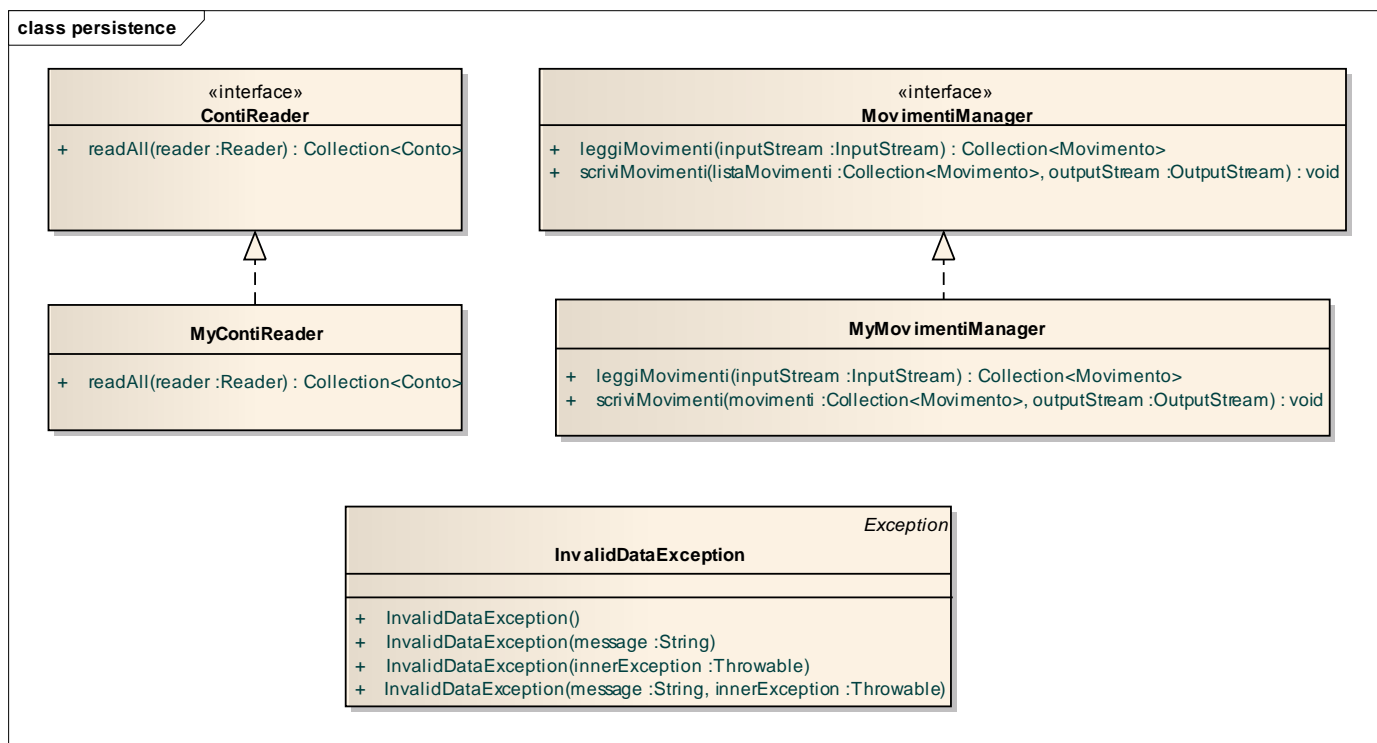 class persistence
«interface»
ContiReader
+ readAll(reader :Reader) : Collection<Conto>
«interface»
MovimentiManager
+ leggiMovimenti(inputStream :InputStream) : Collection<Movimento>
+ scriviMovimenti(listaMovimenti :Collection<Movimento>, outputStream :OutputStream) : void
MyContiReader
+ readAll(reader :Reader) : Collection<Conto>
MyMovimentiManager
+ leggiMovimenti(inputStream :InputStream) : Collection<Movimento>
+ scriviMovimenti(movimenti :Collection<Movimento>, outputStream :OutputStream) : void
Exception
InvalidDataException
+ InvalidDataException()
+ InvalidDataException(message :String)
+ InvalidDataException(innerException :Throwable)
+ InvalidDataException(message :String, innerException :Throwable)